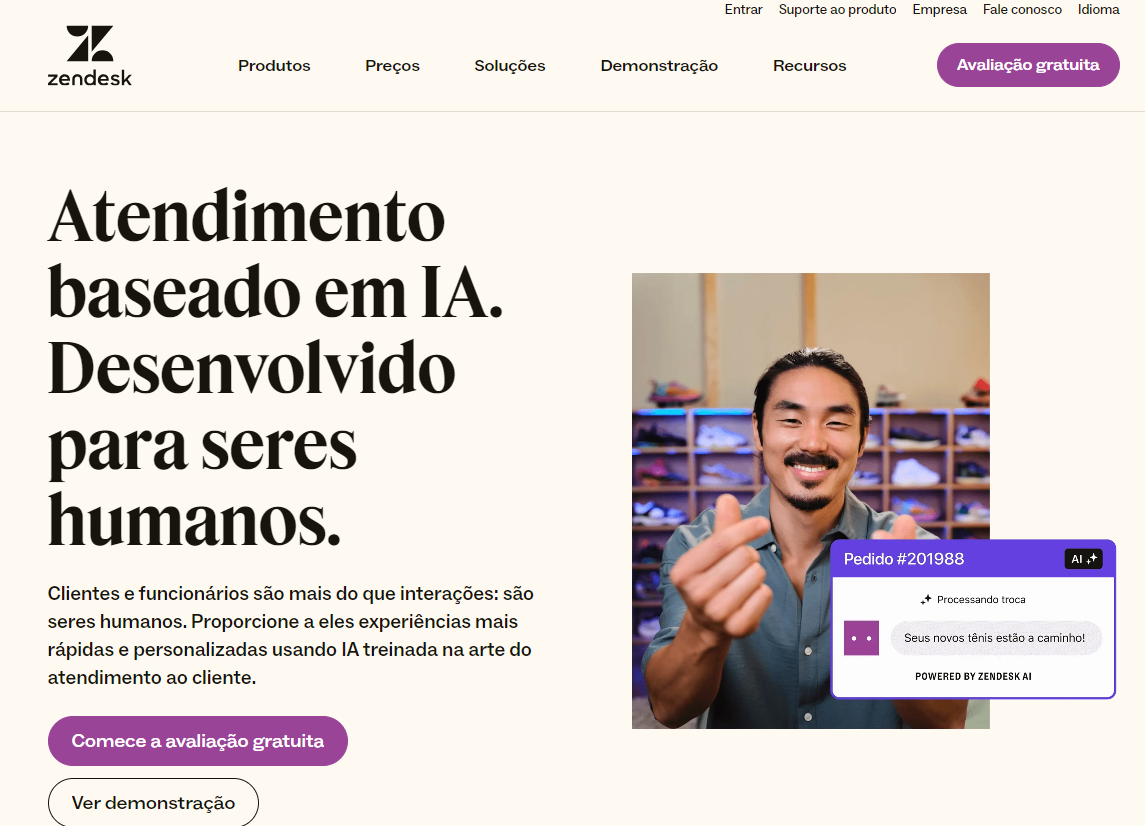 Entrar Suporte ao produto Empresa Fale conosco Idioma
zendesk
Produtos Preços Soluções Demonstração Recursos Avaliação gratuita
Atendimento
baseado em IA.
Desenvolvido
para seres
humanos.
Clientes e funcionários são mais do que interações: são
seres humanos. Proporcione a eles experiências mais
rápidas e personalizadas usando IA treinada na arte do
atendimento ao cliente.
Comece a avaliação gratuita
Ver demonstração
Pedido #201988 AI
Processando troca
Seus novos tênis estão a caminho!
POWERED BY ZENDESK AI